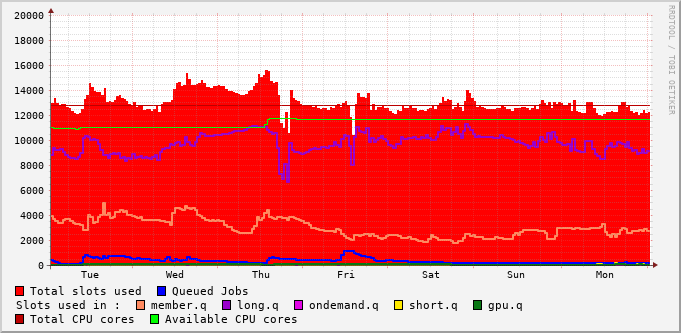 20000
18000
16000
14000
12000
10000
8000
6000
4000
2000
0
Tue Wed Thu Fri Sat Sun Mon
RRDTOOL / TOBI OETIKER
Total slots used Queued Jobs
Slots used in : member.q long.q ondemand.q short.q gpu.q
Total CPU cores Available CPU cores